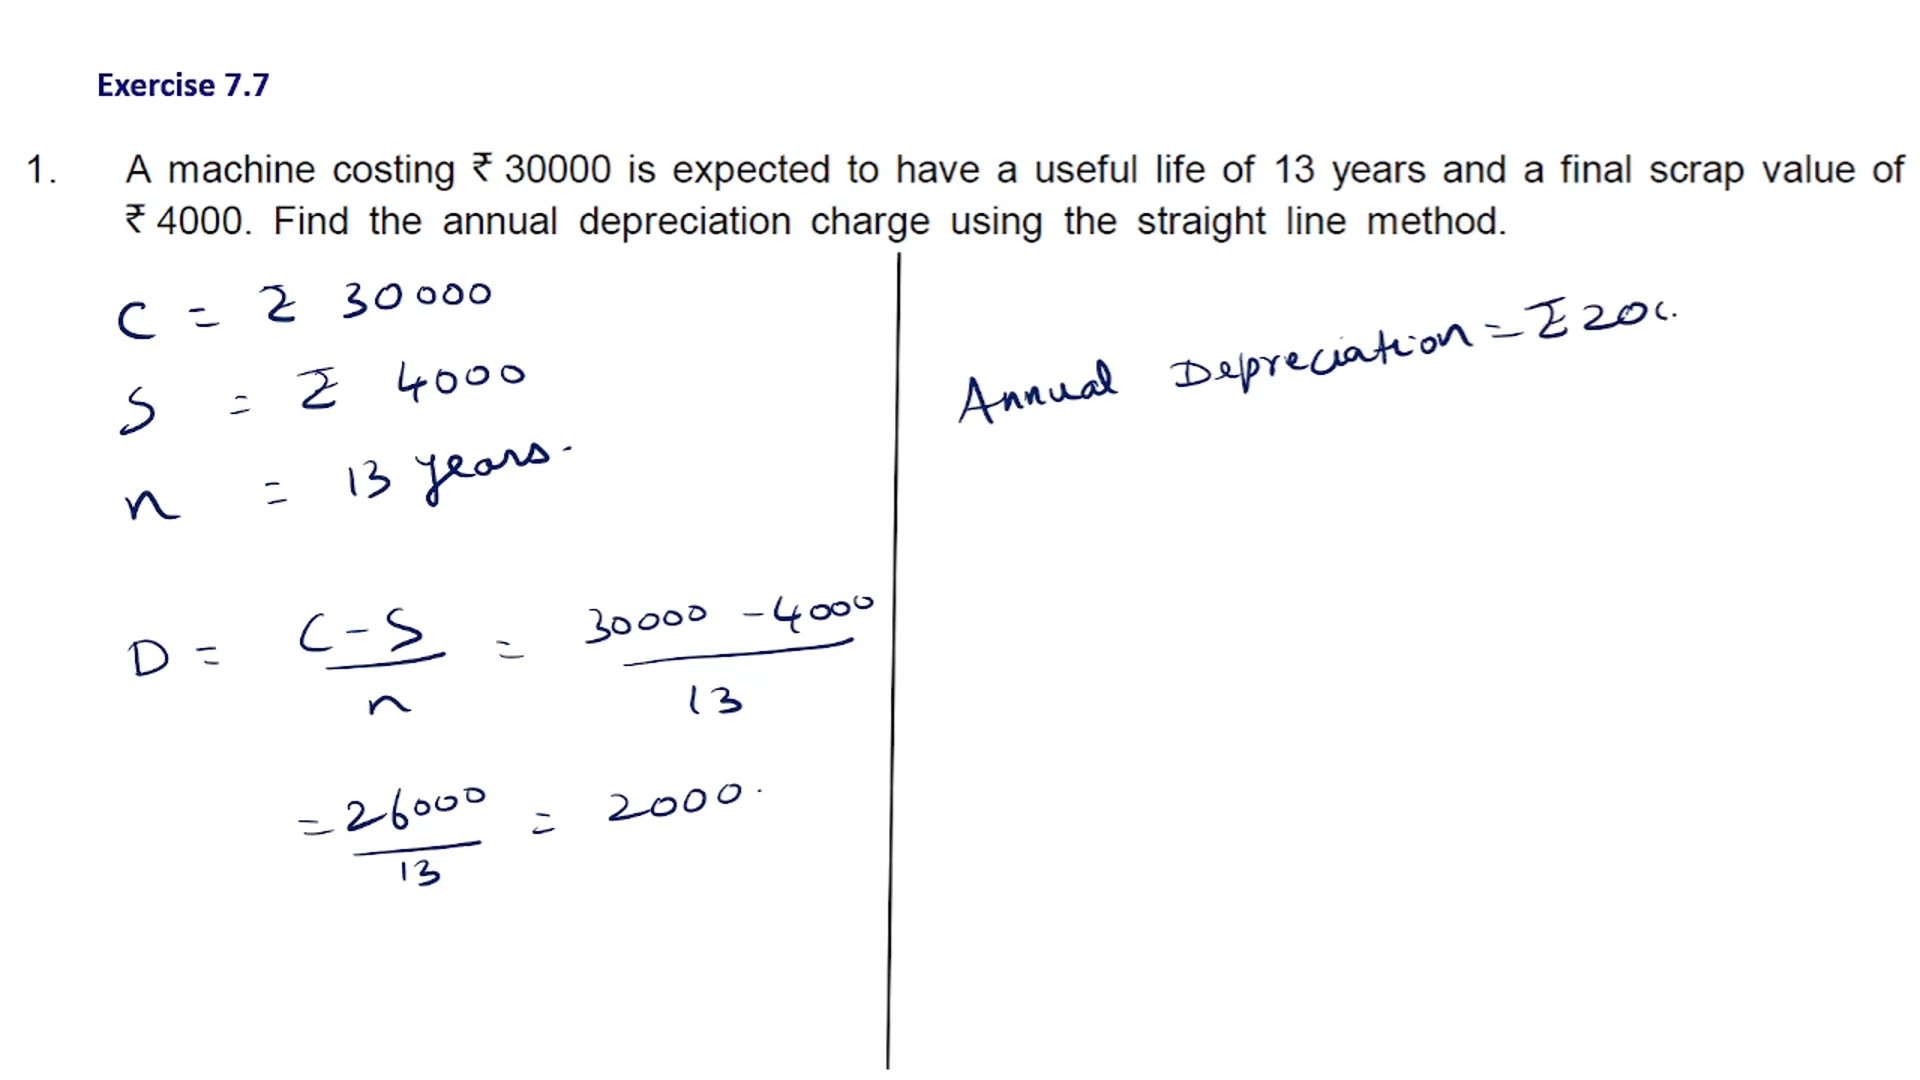 Exercise 7.7
1. A machine costing ₹ 30000 is expected to have a useful life of 13 years and a final scrap value of
₹ 4000. Find the annual depreciation charge using the straight line method.
C = ₹ 30000
S = ₹ 4000
n = 13 years.
D = C - S / n = 30000 - 4000 / 13
= 26000 / 13 = 2000.
Annual Depreciation = ₹ 20